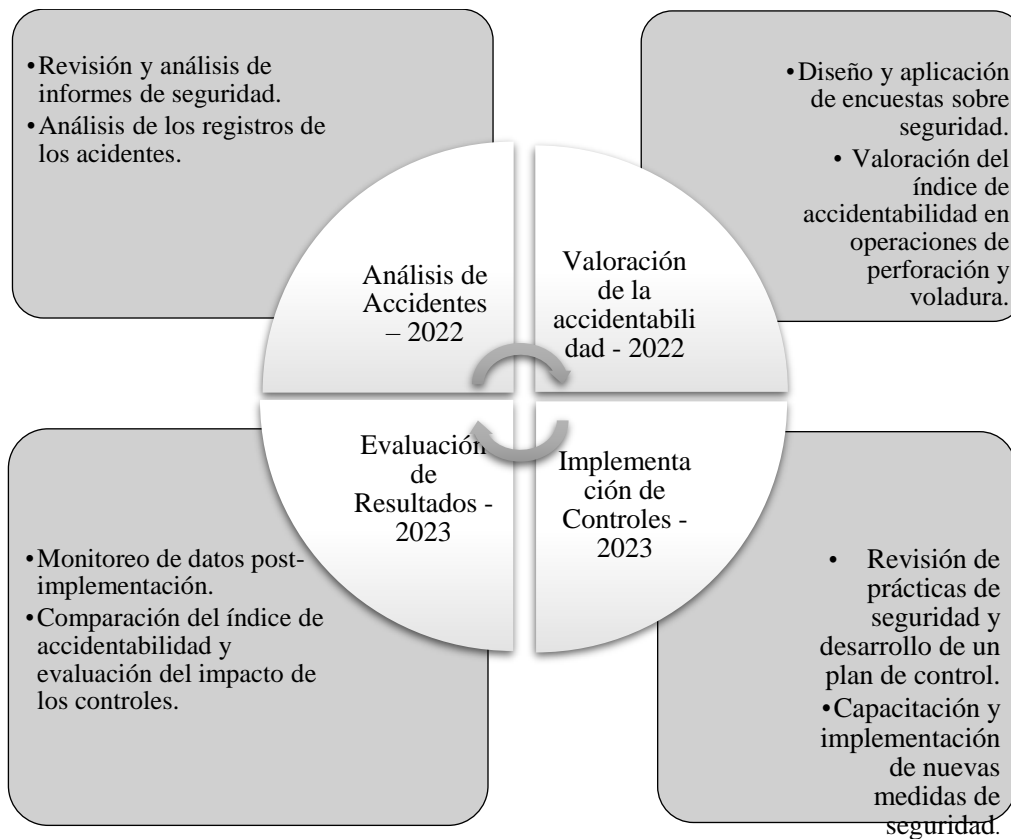 •Revisión y análisis de
informes de seguridad.
•Análisis de los registros de
los acidentes.
•Diseño y aplicación
de encuestas sobre
seguridad.
• Valoración del
índice de
accidentabilidad en
operaciones de
perforación y
voladura.
Análisis de
Accidentes
– 2022
Valoración
de la
accidentabili
dad - 2022
Evaluación
de
Resultados -
2023
Implementa
ción de
Controles -
2023
•Monitoreo de datos post-
implementación.
•Comparación del índice de
accidentabilidad y
evaluación del impacto de
los controles.
• Revisión de
prácticas de
seguridad y
desarrollo de un
plan de control.
•Capacitación y
implementación
de nuevas
medidas de
seguridad.